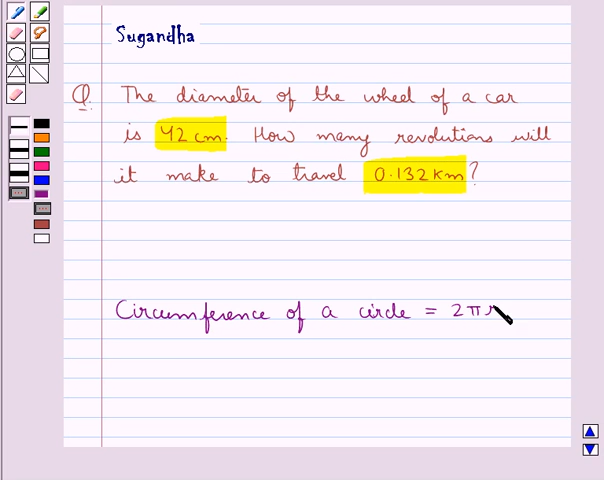 Sugandha
Q. The diameter of the wheel of a car
is 42 cm. How many revolutions will
it make to travel 0.132 Km?
Circumference of a circle = 2πr